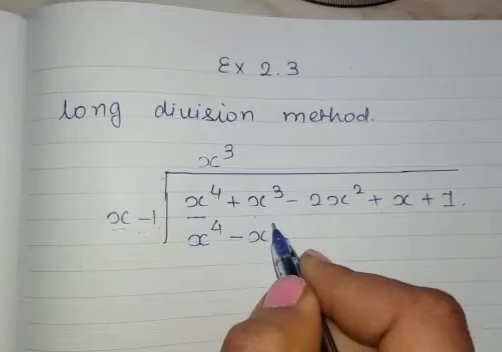 Ex 2.3
long division method.
x³
x - 1 x⁴ + x³ - 2x² + x + 1.
x⁴ - x